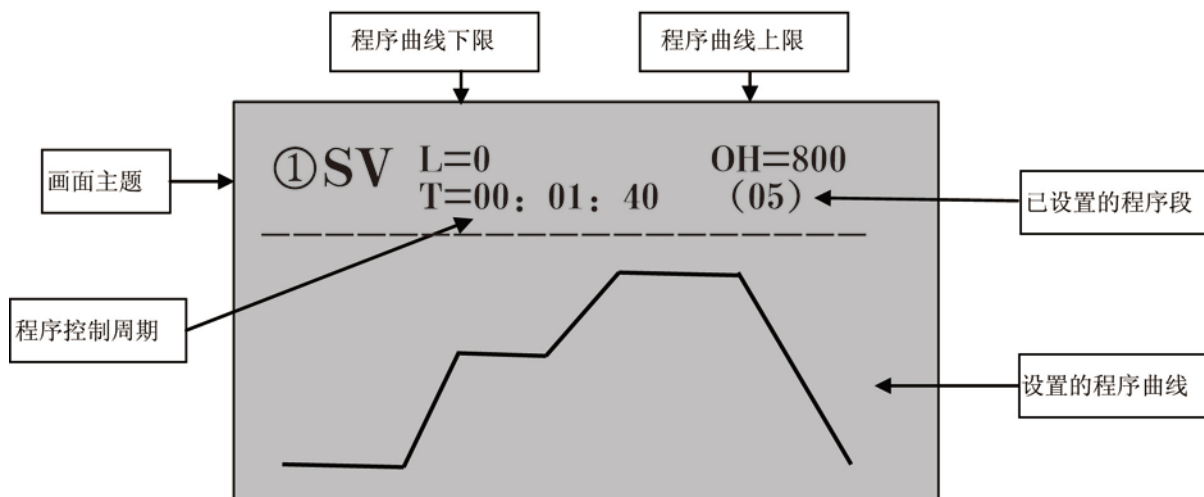 程序曲线下限
程序曲线上限
画面主题
①SV
L=0
OH=800
T=00：01：40
（05）
已设置的程序段
程序控制周期
设置的程序曲线